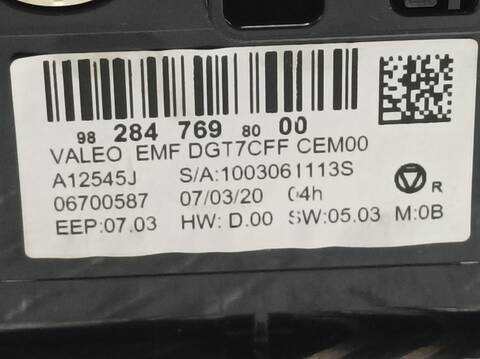 98 284 769 80 00
VALEO EMF DGT7CFF CEM00
A12545J S/A:1003061113S
06700587 07/03/20 04h
EEP:07.03 HW: D.00 SW:05.03 M:0B
R